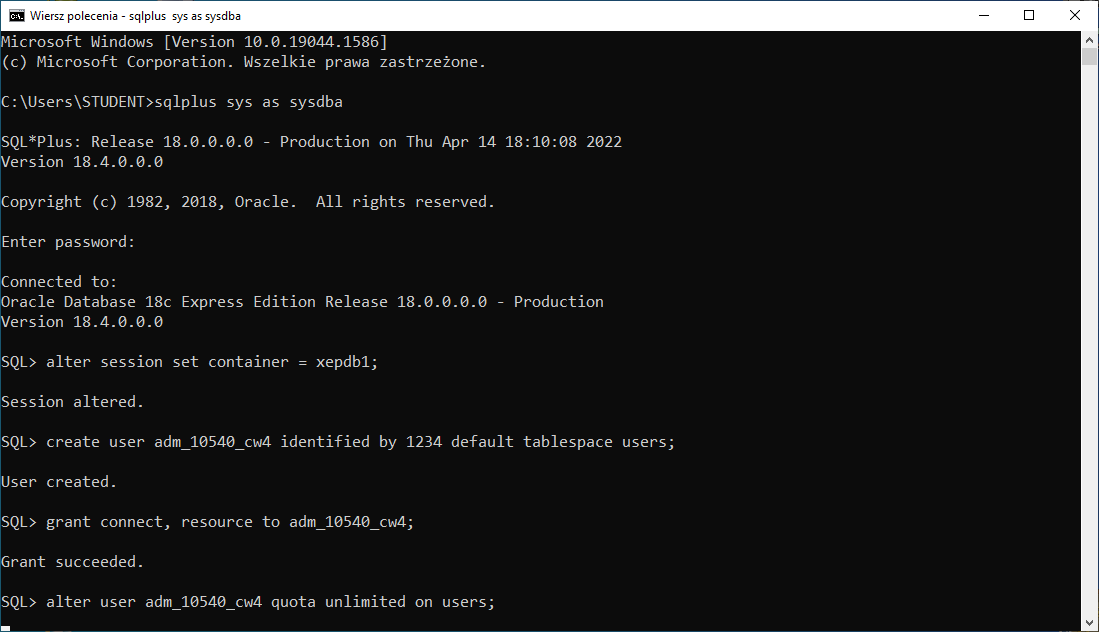 Wiersz polecenia - sqlplus  sys as sysdba
Microsoft Windows [Version 10.0.19044.1586]
(c) Microsoft Corporation. Wszelkie prawa zastrzeżone.
C:\Users\STUDENT>sqlplus sys as sysdba
SQL*Plus: Release 18.0.0.0.0 - Production on Thu Apr 14 18:10:08 2022
Version 18.4.0.0.0
Copyright (c) 1982, 2018, Oracle.  All rights reserved.
Enter password:
Connected to:
Oracle Database 18c Express Edition Release 18.0.0.0.0 - Production
Version 18.4.0.0.0
SQL> alter session set container = xepdb1;
Session altered.
SQL> create user adm_10540_cw4 identified by 1234 default tablespace users;
User created.
SQL> grant connect, resource to adm_10540_cw4;
Grant succeeded.
SQL> alter user adm_10540_cw4 quota unlimited on users;